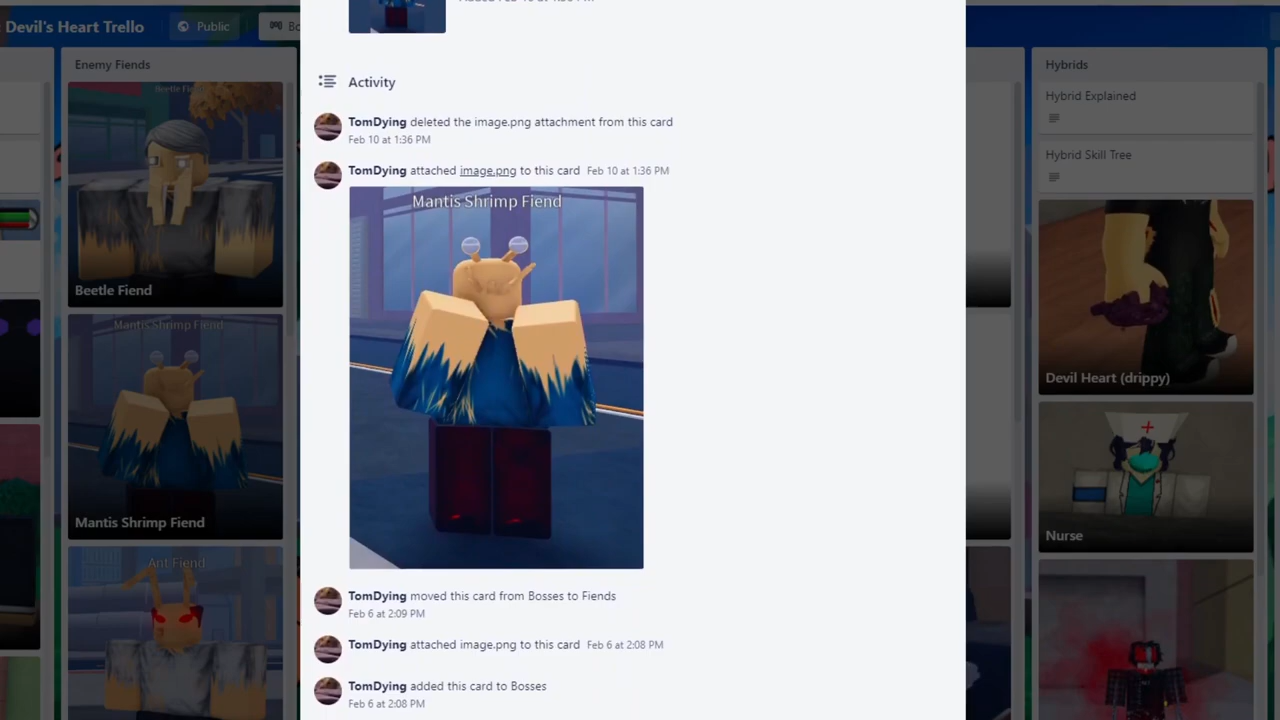 Devil's Heart Trello
Public
Bo
Enemy Fiends
Beetle Fiend
Beetle Fiend
Mantis Shrimp Fiend
Mantis Shrimp Fiend
Ant Fiend
Activity
TomDying deleted the image.png attachment from this card
Feb 10 at 1:36 PM
TomDying attached image.png to this card Feb 10 at 1:36 PM
Mantis Shrimp Fiend
TomDying moved this card from Bosses to Fiends
Feb 6 at 2:09 PM
TomDying attached image.png to this card Feb 6 at 2:08 PM
TomDying added this card to Bosses
Feb 6 at 2:08 PM
Hybrids
Hybrid Explained
Hybrid Skill Tree
Devil Heart (drippy)
Nurse